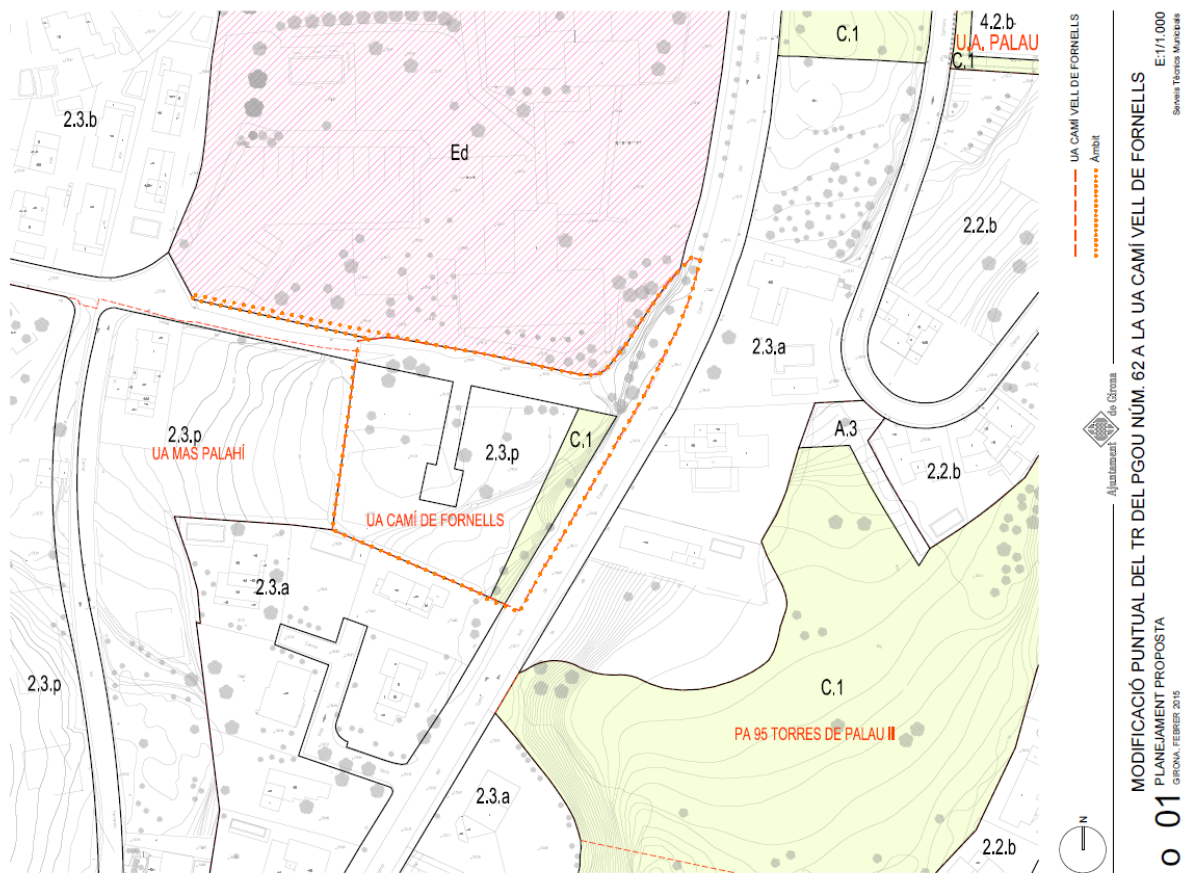 C.1
4.2.b
U.A. PALAU
C.1
2.3.b
Ed
2.2.b
2.3.a
A.3
2.3.p
UA MAS PALAHÍ
2.3.p
C.1
2.2.b
UA CAMÍ DE FORNELLS
2.3.a
2.3.p
C.1
PA 95 TORRES DE PALAU II
2.3.a
2.2.b
UA CAMÍ VELL DE FORNELLS
Àmbit
Ajuntament de Girona
MODIFICACIÓ PUNTUAL DEL TR DEL PGOU NÚM. 62 A LA UA CAMÍ VELL DE FORNELLS
E:1/1.000
Serveis Tècnics Municipals
O 01 PLANEJAMENT PROPOSTA
GIRONA, FEBRER 2015
N